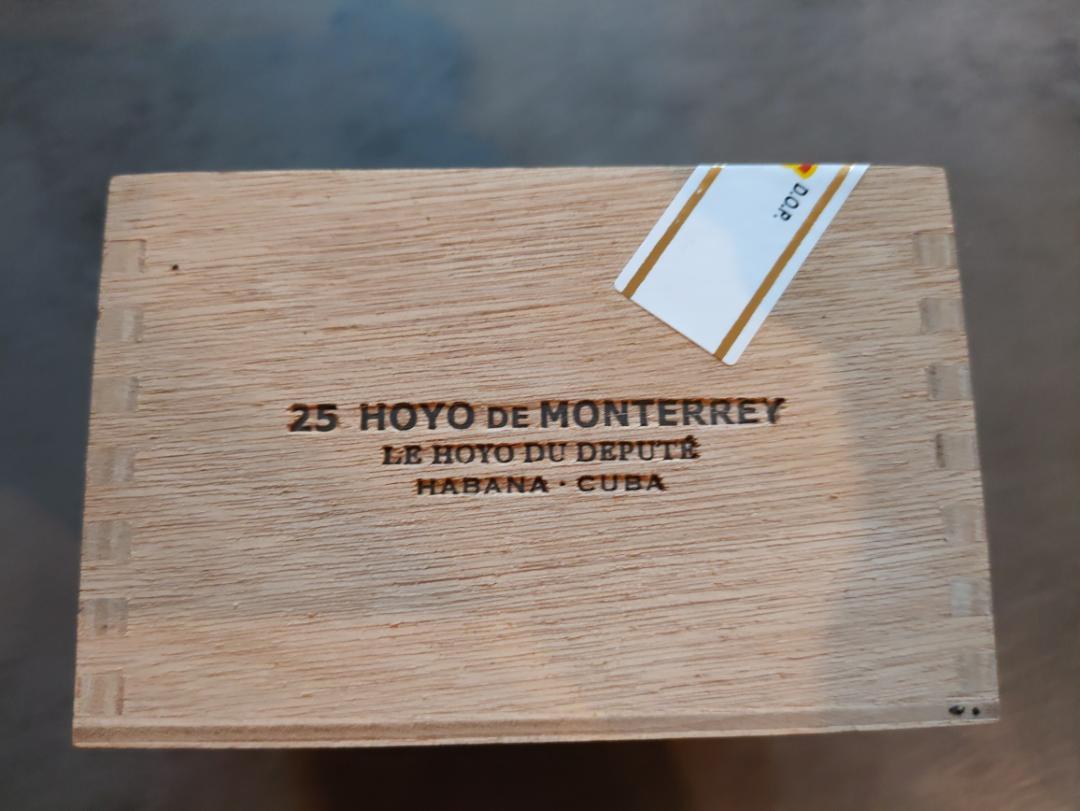 D.O.P.
25 HOYO DE MONTERREY
LE HOYO DU DEPUTÉ
HABANA · CUBA